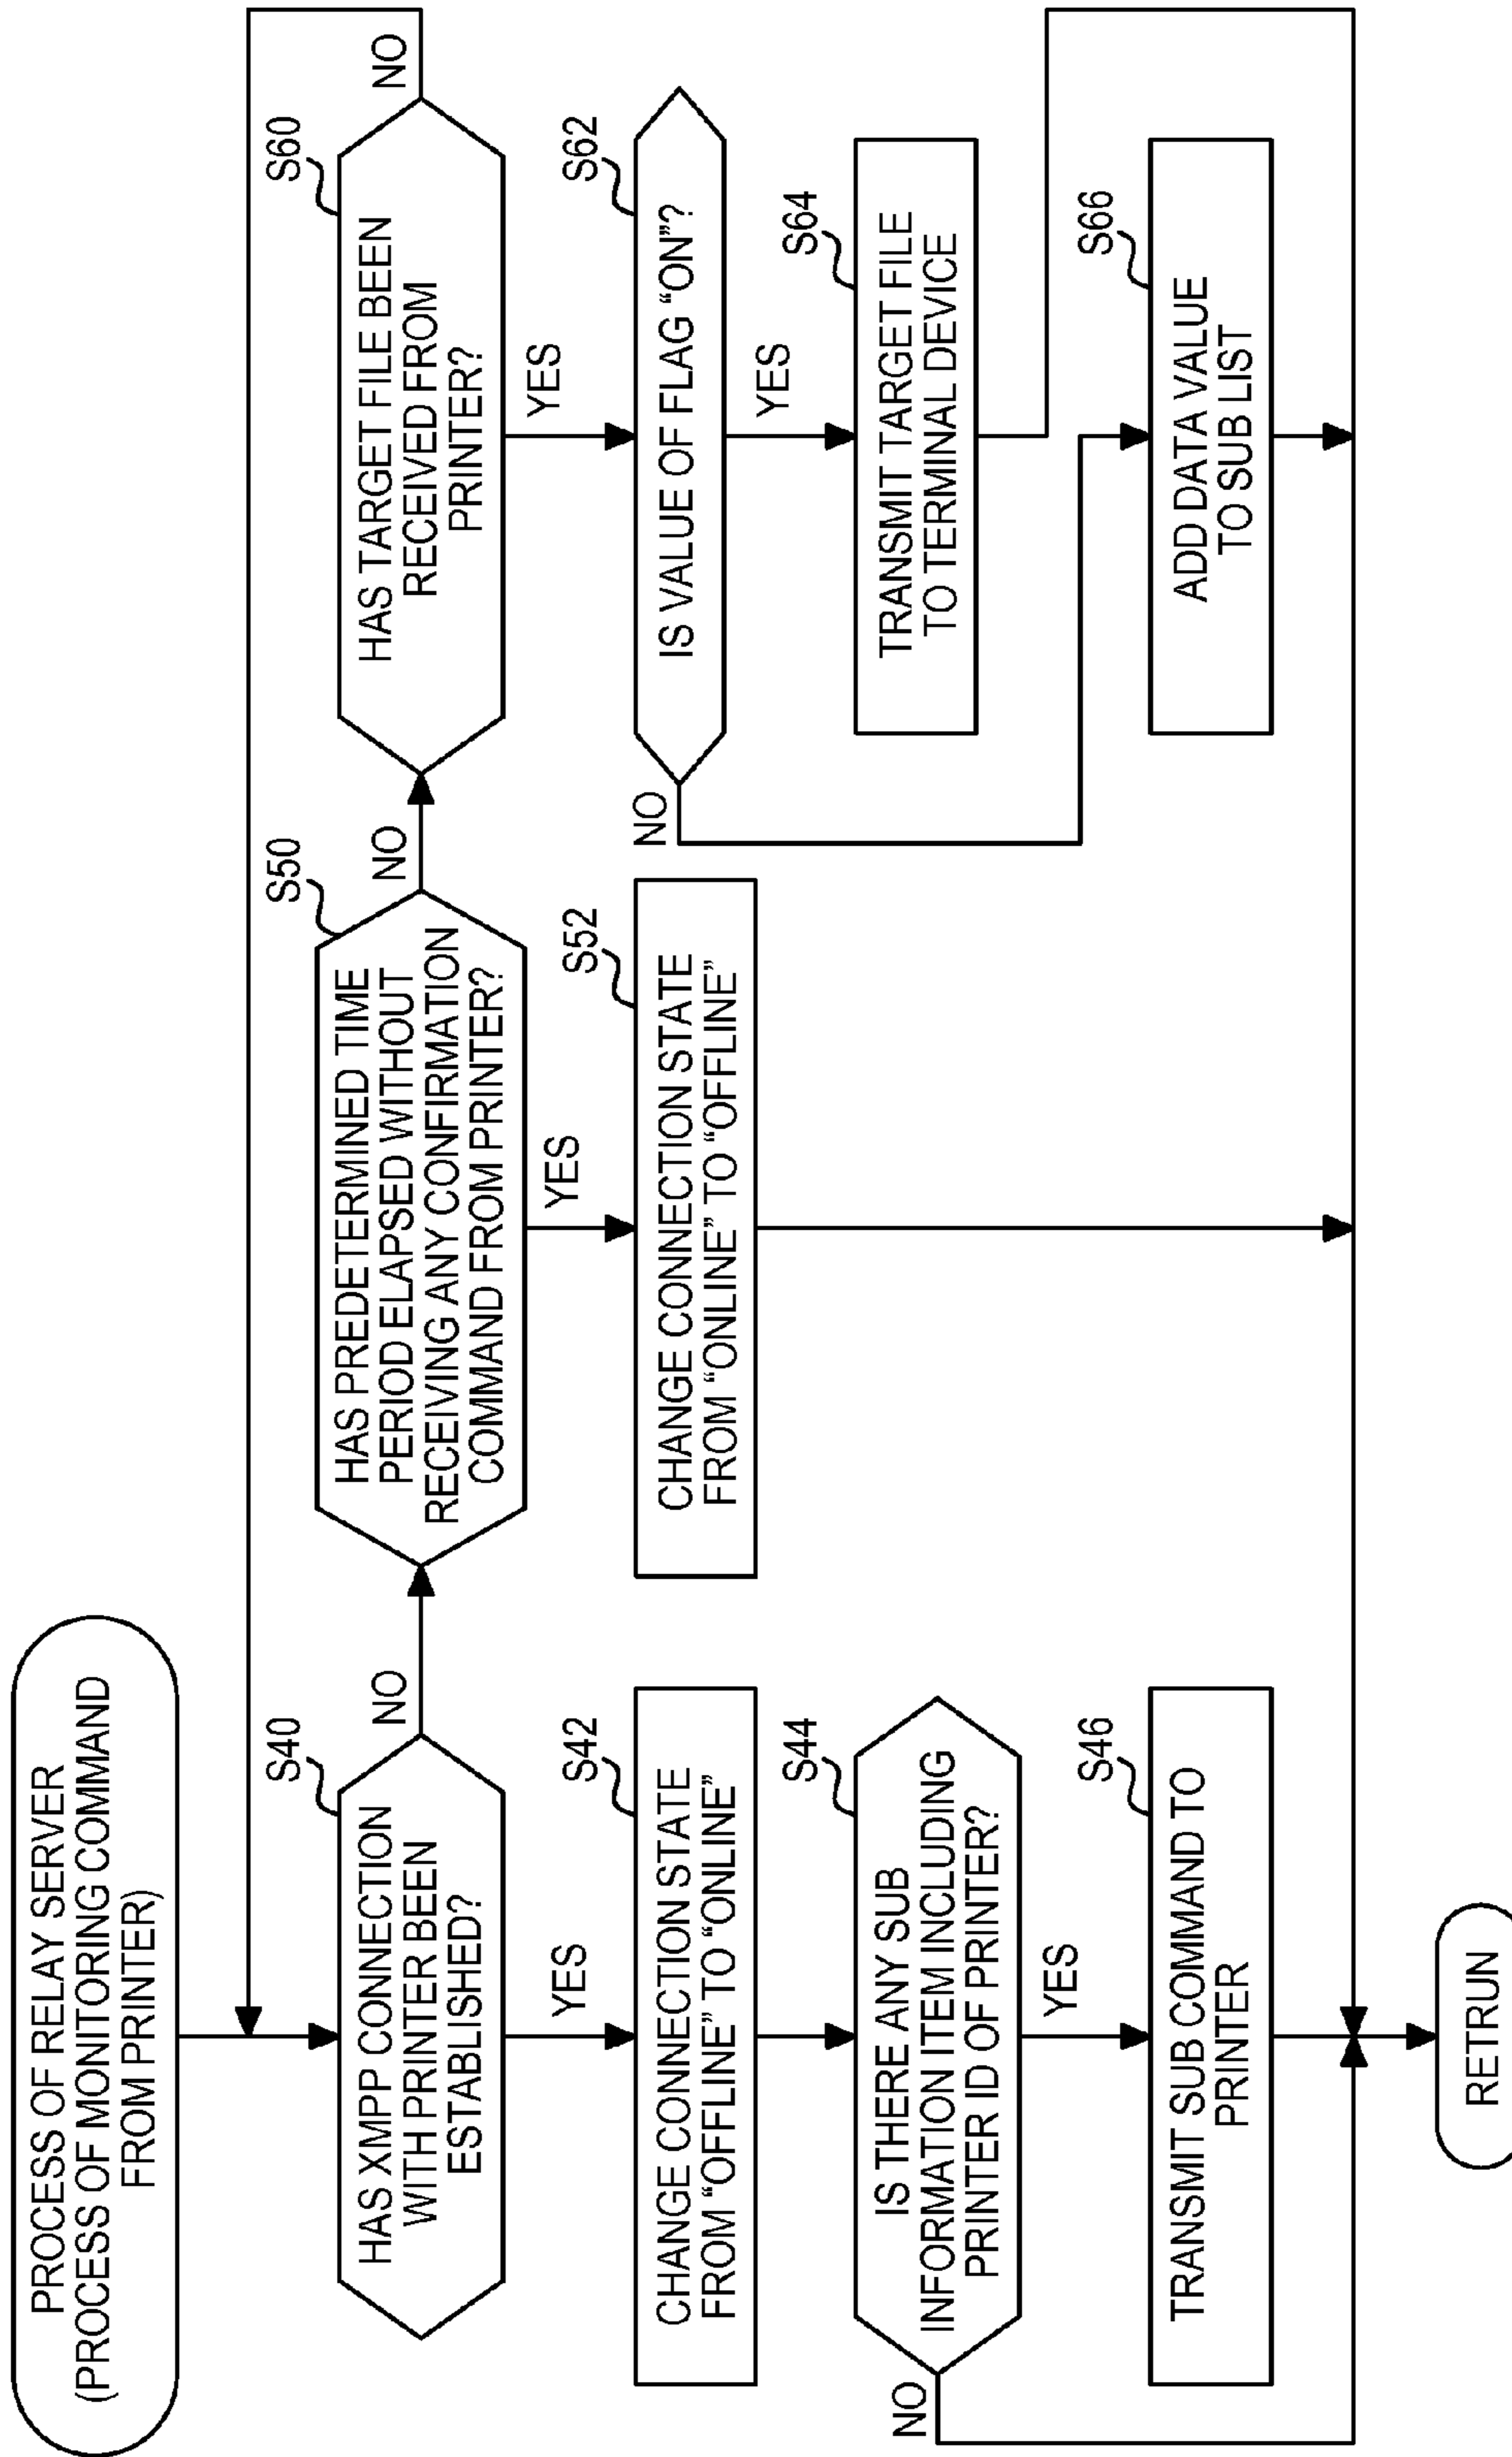 PROCESS OF RELAY SERVER
(PROCESS OF MONITORING COMMAND
FROM PRINTER)
S40
HAS XMPP CONNECTION
WITH PRINTER BEEN
ESTABLISHED?
NO
YES
S42
CHANGE CONNECTION STATE
FROM “OFFLINE” TO “ONLINE”
S44
IS THERE ANY SUB
INFORMATION ITEM INCLUDING
PRINTER ID OF PRINTER?
NO
YES
S46
TRANSMIT SUB COMMAND TO
PRINTER
S50
HAS PREDETERMINED TIME
PERIOD ELAPSED WITHOUT
RECEIVING ANY CONFIRMATION
COMMAND FROM PRINTER?
NO
YES
S52
CHANGE CONNECTION STATE
FROM “ONLINE” TO “OFFLINE”
S60
HAS TARGET FILE BEEN
RECEIVED FROM
PRINTER?
NO
YES
S62
IS VALUE OF FLAG “ON”?
NO
YES
S64
TRANSMIT TARGET FILE
TO TERMINAL DEVICE
S66
ADD DATA VALUE
TO SUB LIST
RETRUN